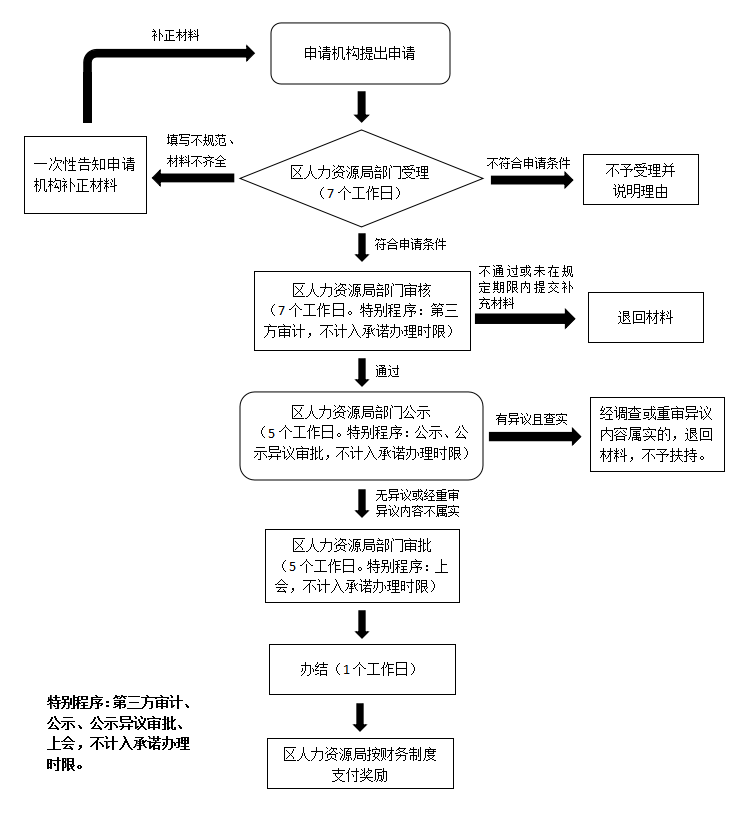 补正材料
申请机构提出申请
填写不规范、
材料不齐全
一次性告知申请
机构补正材料
区人力资源局部门受理
（7个工作日）
不符合申请条件
不予受理并
说明理由
符合申请条件
区人力资源局部门审核
（7个工作日。特别程序：第三
方审计，不计入承诺办理时限）
不通过或未在规
定期限内提交补
充材料
退回材料
通过
区人力资源局部门公示
（5个工作日。特别程序：公示、公
示异议审批，不计入承诺办理时限）
有异议且查实
经调查或重审异议
内容属实的，退回
材料，不予扶持。
无异议或经重审
异议内容不属实
区人力资源局部门审批
（5个工作日。特别程序：上
会，不计入承诺办理时限）
办结（1个工作日）
特别程序：第三方审计、
公示、公示异议审批、
上会，不计入承诺办理
时限。
区人力资源局按财务制度
支付奖励